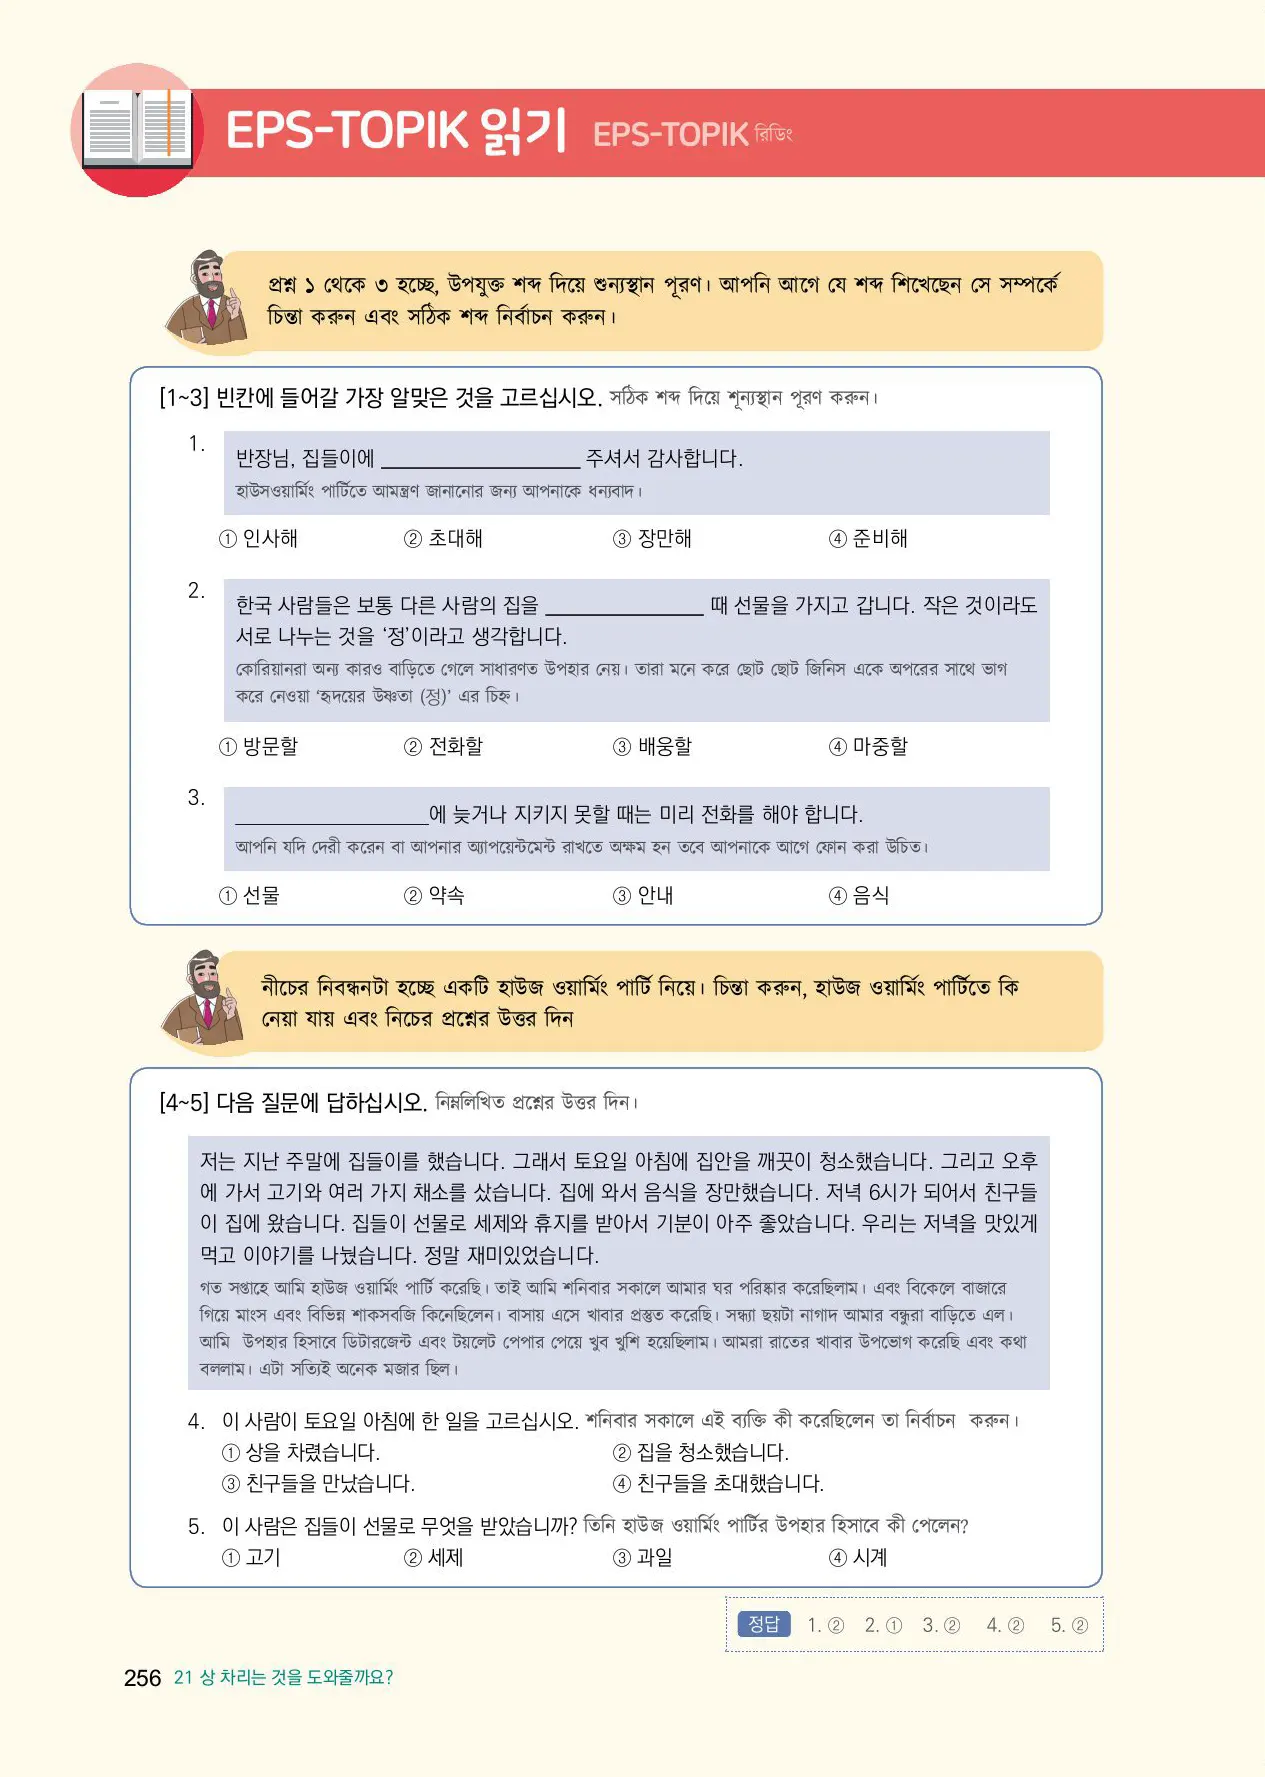 EPS-TOPIK 읽기 EPS-TOPIK রিডিং
প্রশ্ন ১ থেকে ৩ হচ্ছে, উপযুক্ত শব্দ দিয়ে শুন্যস্থান পূরণ। আপনি আগে যে শব্দ শিখেছেন সে সম্পর্কে
চিন্তা করুন এবং সঠিক শব্দ নির্বাচন করুন।
[1~3] 빈칸에 들어갈 가장 알맞은 것을 고르십시오. সঠিক শব্দ দিয়ে শূন্যস্থান পূরণ করুন।
1. 반장님, 집들이에 ____________ 주셔서 감사합니다.
হাউসওয়ার্মিং পার্টিতে আমন্ত্রণ জানানোর জন্য আপনাকে ধন্যবাদ।
① 인사해 ② 초대해 ③ 장만해 ④ 준비해
2. 한국 사람들은 보통 다른 사람의 집을 ____________ 때 선물을 가지고 갑니다. 작은 것이라도
서로 나누는 것을 ‘정’이라고 생각합니다.
কোরিয়ানরা অন্য কারও বাড়িতে গেলে সাধারণত উপহার নেয়। তারা মনে করে ছোট ছোট জিনিস একে অপরের সাথে ভাগ
করে নেওয়া ‘হৃদয়ের উষ্ণতা (정)’ এর চিহ্ন।
① 방문할 ② 전화할 ③ 배웅할 ④ 마중할
3. ____________에 늦거나 지키지 못할 때는 미리 전화를 해야 합니다.
আপনি যদি দেরী করেন বা আপনার অ্যাপয়েন্টমেন্ট রাখতে অক্ষম হন তবে আপনাকে আগে ফোন করা উচিত।
① 선물 ② 약속 ③ 안내 ④ 음식
নীচের নিবন্ধনটা হচ্ছে একটি হাউজ ওয়ার্মিং পার্টি নিয়ে। চিন্তা করুন, হাউজ ওয়ার্মিং পার্টিতে কি
নেয়া যায় এবং নিচের প্রশ্নের উত্তর দিন
[4~5] 다음 질문에 답하십시오. নিম্নলিখিত প্রশ্নের উত্তর দিন।
저는 지난 주말에 집들이를 했습니다. 그래서 토요일 아침에 집안을 깨끗이 청소했습니다. 그리고 오후
에 가서 고기와 여러 가지 채소를 샀습니다. 집에 와서 음식을 장만했습니다. 저녁 6시가 되어서 친구들
이 집에 왔습니다. 집들이 선물로 세제와 휴지를 받아서 기분이 아주 좋았습니다. 우리는 저녁을 맛있게
먹고 이야기를 나눴습니다. 정말 재미있었습니다.
গত সপ্তাহে আমি হাউজ ওয়ার্মিং পার্টি করেছি। তাই আমি শনিবার সকালে আমার ঘর পরিষ্কার করেছিলাম। এবং বিকেলে বাজারে
গিয়ে মাংস এবং বিভিন্ন শাকসবজি কিনেছিলেন। বাসায় এসে খাবার প্রস্তুত করেছি। সন্ধ্যা ছয়টা নাগাদ আমার বন্ধুরা বাড়িতে এল।
আমি উপহার হিসাবে ডিটারজেন্ট এবং টয়লেট পেপার পেয়ে খুব খুশি হয়েছিলাম। আমরা রাতের খাবার উপভোগ করেছি এবং কথা
বললাম। এটা সত্যিই অনেক মজার ছিল।
4. 이 사람이 토요일 아침에 한 일을 고르십시오. শনিবার সকালে এই ব্যক্তি কী করেছিলেন তা নির্বাচন করুন।
① 상을 차렸습니다. ② 집을 청소했습니다.
③ 친구들을 만났습니다. ④ 친구들을 초대했습니다.
5. 이 사람은 집들이 선물로 무엇을 받았습니까? তিনি হাউজ ওয়ার্মিং পার্টির উপহার হিসাবে কী পেলেন?
① 고기 ② 세제 ③ 과일 ④ 시계
정답 1. ② 2. ① 3. ② 4. ② 5. ②
256 21 상 차리는 것을 도와줄까요?